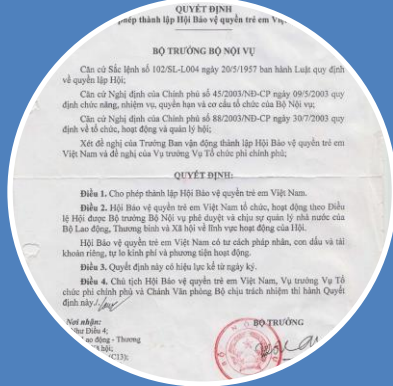 QUYẾT ĐỊNH
phép thành lập Hội Bảo vệ quyền trẻ em Việt
BỘ TRƯỞNG BỘ NỘI VỤ
Căn cứ Sắc lệnh số 102/SL-L004 ngày 20/5/1957 ban hành Luật quy định
về quyền lập Hội;
Căn cứ Nghị định của Chính phủ số 45/2003/NĐ-CP ngày 09/5/2003 quy
định chức năng, nhiệm vụ, quyền hạn và cơ cấu tổ chức của Bộ Nội vụ;
Căn cứ Nghị định của Chính phủ số 88/2003/NĐ-CP ngày 30/7/2003 quy
định về tổ chức, hoạt động và quản lý hội;
Xét đề nghị của Trưởng Ban vận động thành lập Hội Bảo vệ quyền trẻ em
Việt Nam và đề nghị của Vụ trưởng Vụ Tổ chức phi chính phủ;
QUYẾT ĐỊNH:
Điều 1. Cho phép thành lập Hội Bảo vệ quyền trẻ em Việt Nam.
Điều 2. Hội Bảo vệ quyền trẻ em Việt Nam tổ chức, hoạt động theo Điều
lệ Hội được Bộ trưởng Bộ Nội vụ phê duyệt và chịu sự quản lý nhà nước của
Bộ Lao động, Thương binh và Xã hội về lĩnh vực hoạt động của Hội.
Hội Bảo vệ quyền trẻ em Việt Nam có tư cách pháp nhân, con dấu và tài
khoản riêng, tự lo kinh phí và phương tiện hoạt động.
Điều 3. Quyết định này có hiệu lực kể từ ngày ký.
Điều 4. Chủ tịch Hội Bảo vệ quyền trẻ em Việt Nam, Vụ trưởng Vụ Tổ
chức phi chính phủ và Chánh Văn phòng Bộ chịu trách nhiệm thi hành Quyết
định này./.
Nơi nhận:
Như Điều 4;
ao động - Thương
hội;
(C13);
BỘ TRƯỞNG